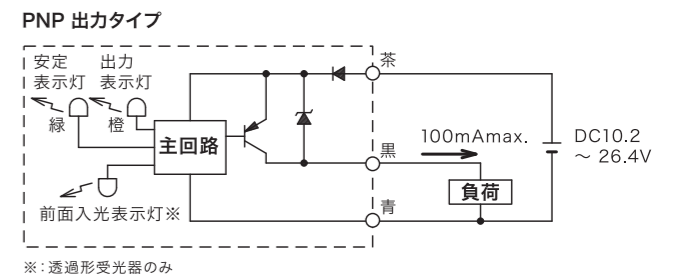 PNP 出力タイプ
安定
表示灯
出力
表示灯
緑
橙
主回路
前面入光表示灯※
茶
黒
青
100mAmax.
負荷
DC10.2
～ 26.4V
※：透過形受光器のみ